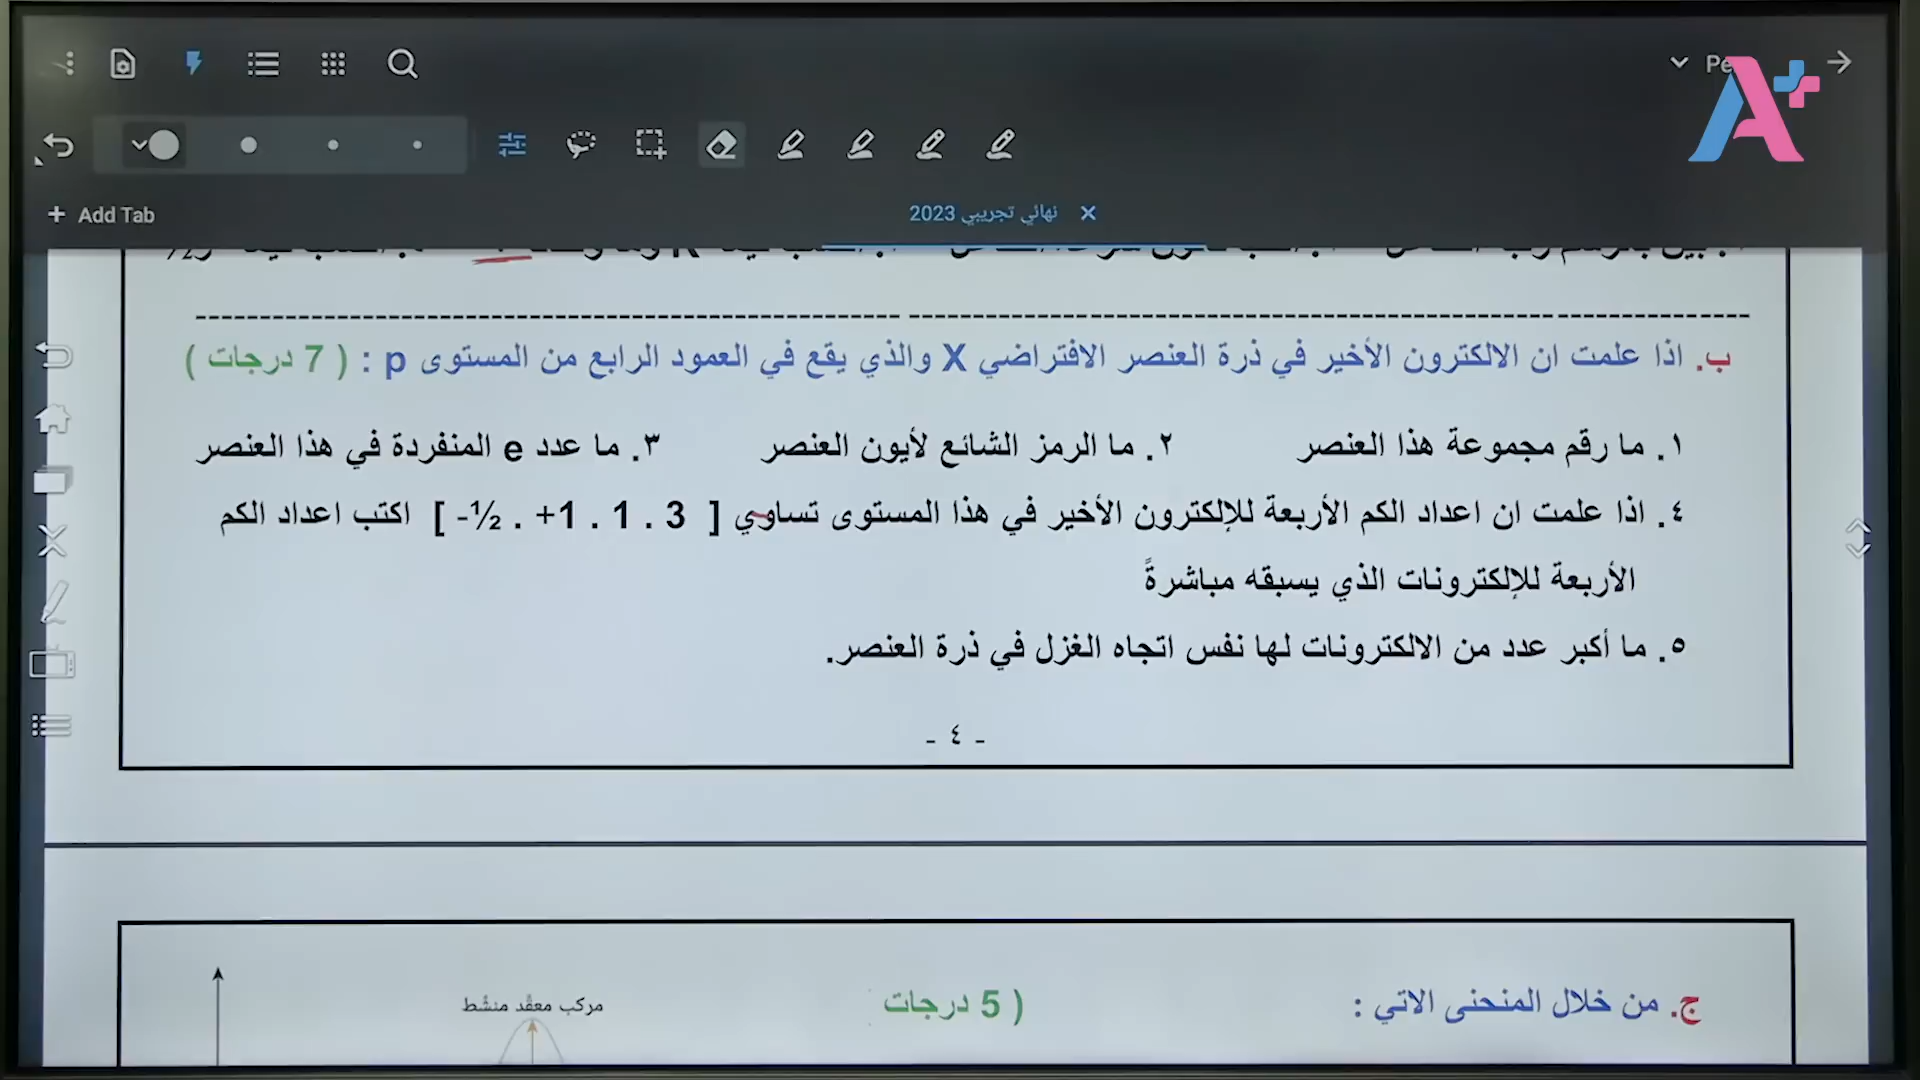 Pe
A+
+ Add Tab
نهائي تجريبي 2023 ×
ب. اذا علمت ان الالكترون الأخير في ذرة العنصر الافتراضي X والذي يقع في العمود الرابع من المستوى p : ( 7 درجات )
١. ما رقم مجموعة هذا العنصر ٢. ما الرمز الشائع لأيون العنصر ٣. ما عدد e المنفردة في هذا العنصر
٤. اذا علمت ان اعداد الكم الأربعة للإلكترون الأخير في هذا المستوى تساوي [ 3 . 1 . 1+ . ½- ] اكتب اعداد الكم
الأربعة للإلكترونات الذي يسبقه مباشرةً
٥. ما أكبر عدد من الالكترونات لها نفس اتجاه الغزل في ذرة العنصر.
- ٤ -
ج. من خلال المنحنى الاتي : ( 5 درجات
مركب معقّد منشّط